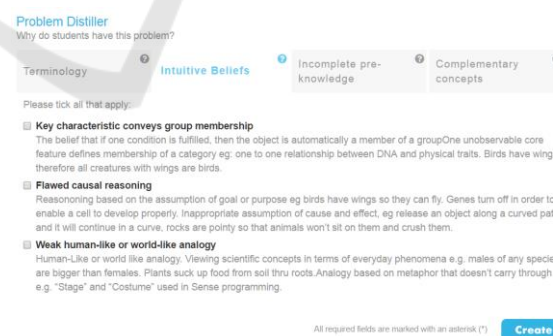 Problem Distiller
Why do students have this problem?
Terminology
Intuitive Beliefs
Incomplete pre-
knowledge
Complementary
concepts
Please tick all that apply:
Key characteristic conveys group membership
The belief that if one condition is fulfilled, then the object is automatically a member of a groupOne unobservable core
feature defines membership of a category eg: one to one relationship between DNA and physical traits. Birds have wing
therefore all creatures with wings are birds.
Flawed causal reasoning
Reasononing based on the assumption of goal or purpose eg birds have wings so they can fly. Genes turn off in order to
enable a cell to develop properly. Inappropriate assumption of cause and effect, eg release an object along a curved pat
and it will continue in a curve, rocks are pointy so that animals won't sit on them and crush them.
Weak human-like or world-like analogy
Human-Like or world like analogy. Viewing scientific concepts in terms of everyday phenomena e.g. males of any specie
are bigger than females. Plants suck up food from soil thru roots.Analogy based on metaphor that doesn't carry through
e.g. "Stage" and "Costume" used in Sense programming.
All required fields are marked with an asterisk (*)
Create